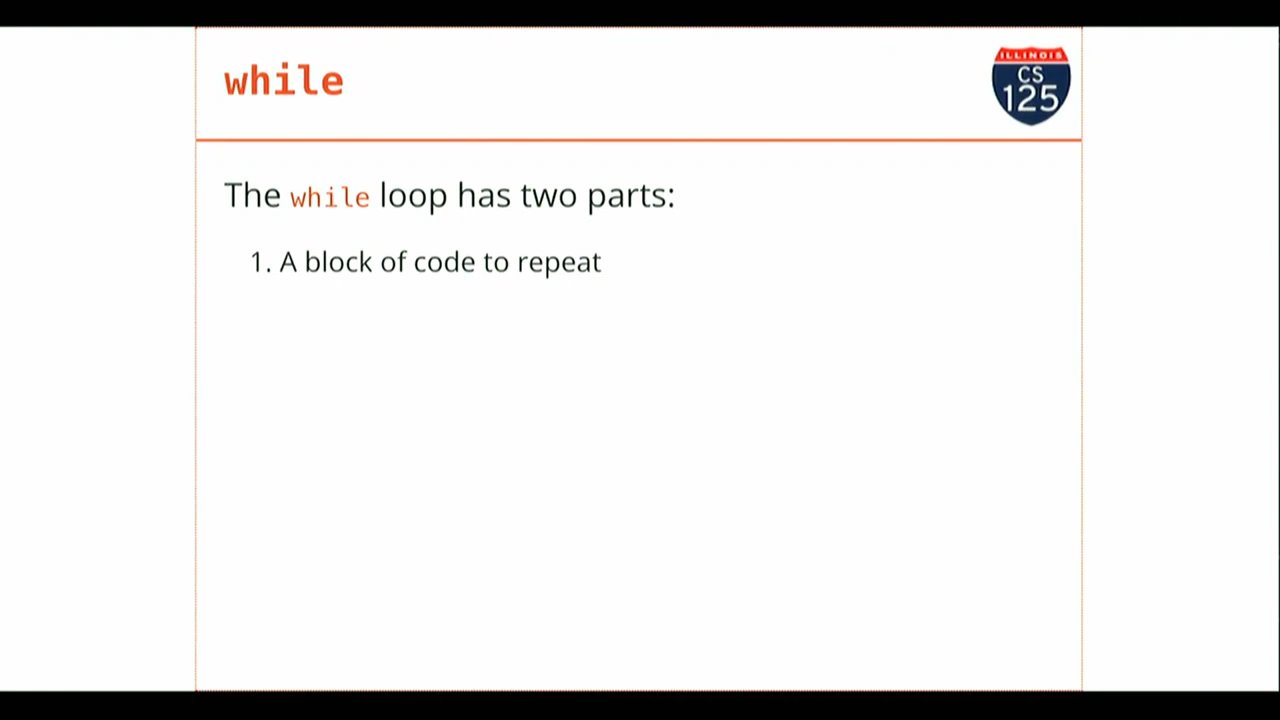 while
ILLINOIS
CS
125
The while loop has two parts:
1. A block of code to repeat